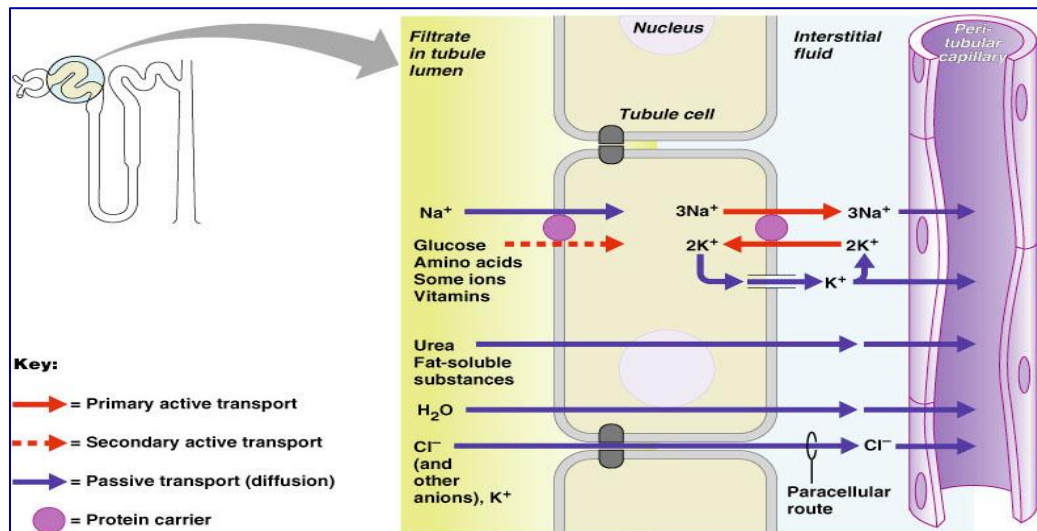 Filtrate
in tubule
lumen
Nucleus
Interstitial
fluid
Peri-
tubular
capillary
Tubule cell
Na+
3Na+
3Na+
Glucose
Amino acids
Some ions
Vitamins
2K+
2K+
K+
Urea
Fat-soluble
substances
H₂O
Cl–
(and
other
anions), K+
Cl–
Paracellular
route
Key:
= Primary active transport
= Secondary active transport
= Passive transport (diffusion)
= Protein carrier